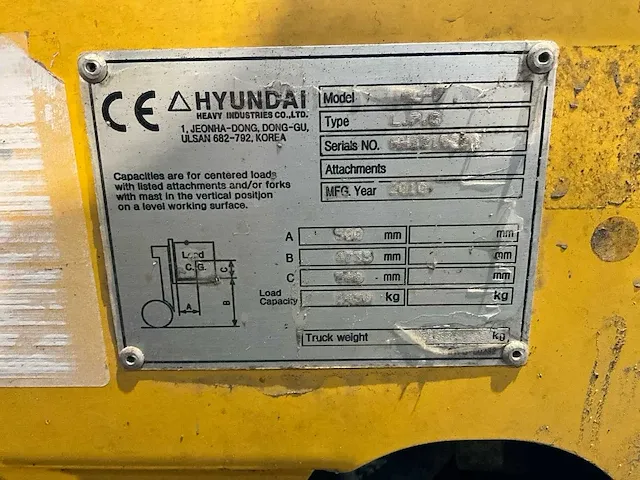 CE HYUNDAI
HEAVY INDUSTRIES CO.,LTD.
1, JEONHA-DONG, DONG-GU,
ULSAN 682-792, KOREA
Capacities are for centered loads
with listed attachments and/or forks
with mast in the vertical position
on a level working surface.
Model
Type L.P.G
Serials NO.
Attachments
MFG. Year 2010
Load
C.G.
A
B
C
A mm mm
B mm mm
C mm mm
Load
Capacity kg kg
Truck weight kg